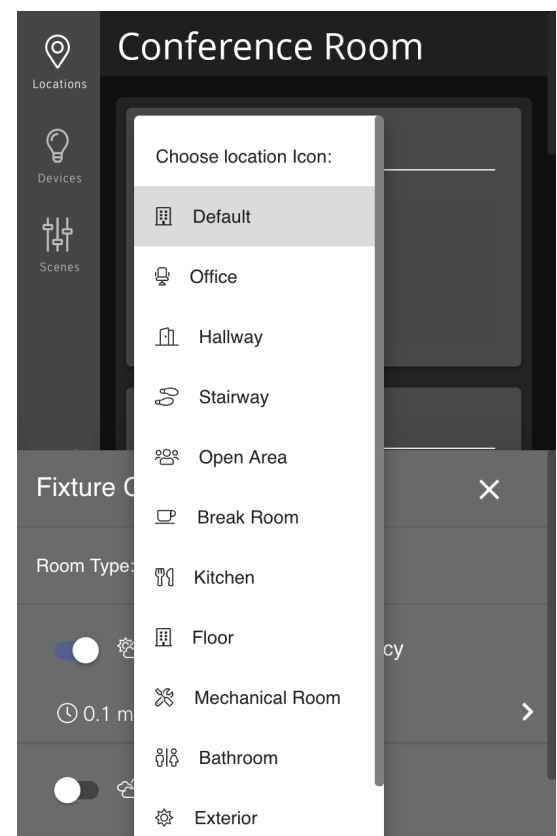 Conference Room
Locations
Devices
Scenes
Choose location Icon:
Default
Office
Hallway
Stairway
Open Area
Break Room
Kitchen
Floor
Mechanical Room
Bathroom
Exterior
Fixture
Room Type:
cy
0.1 m